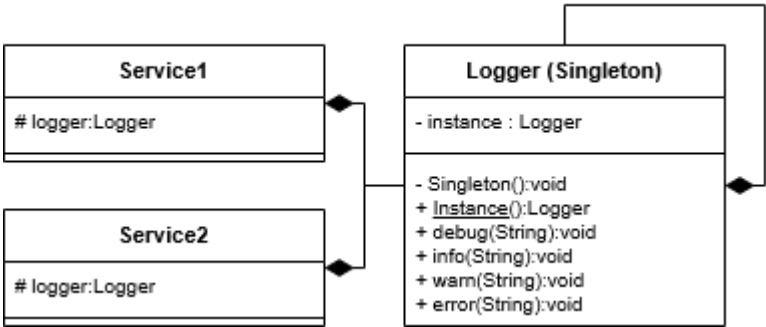 Service1
# logger:Logger
Service2
# logger:Logger
Logger (Singleton)
- instance : Logger
- Singleton():void
+ Instance():Logger
+ debug(String):void
+ info(String):void
+ warn(String):void
+ error(String):void